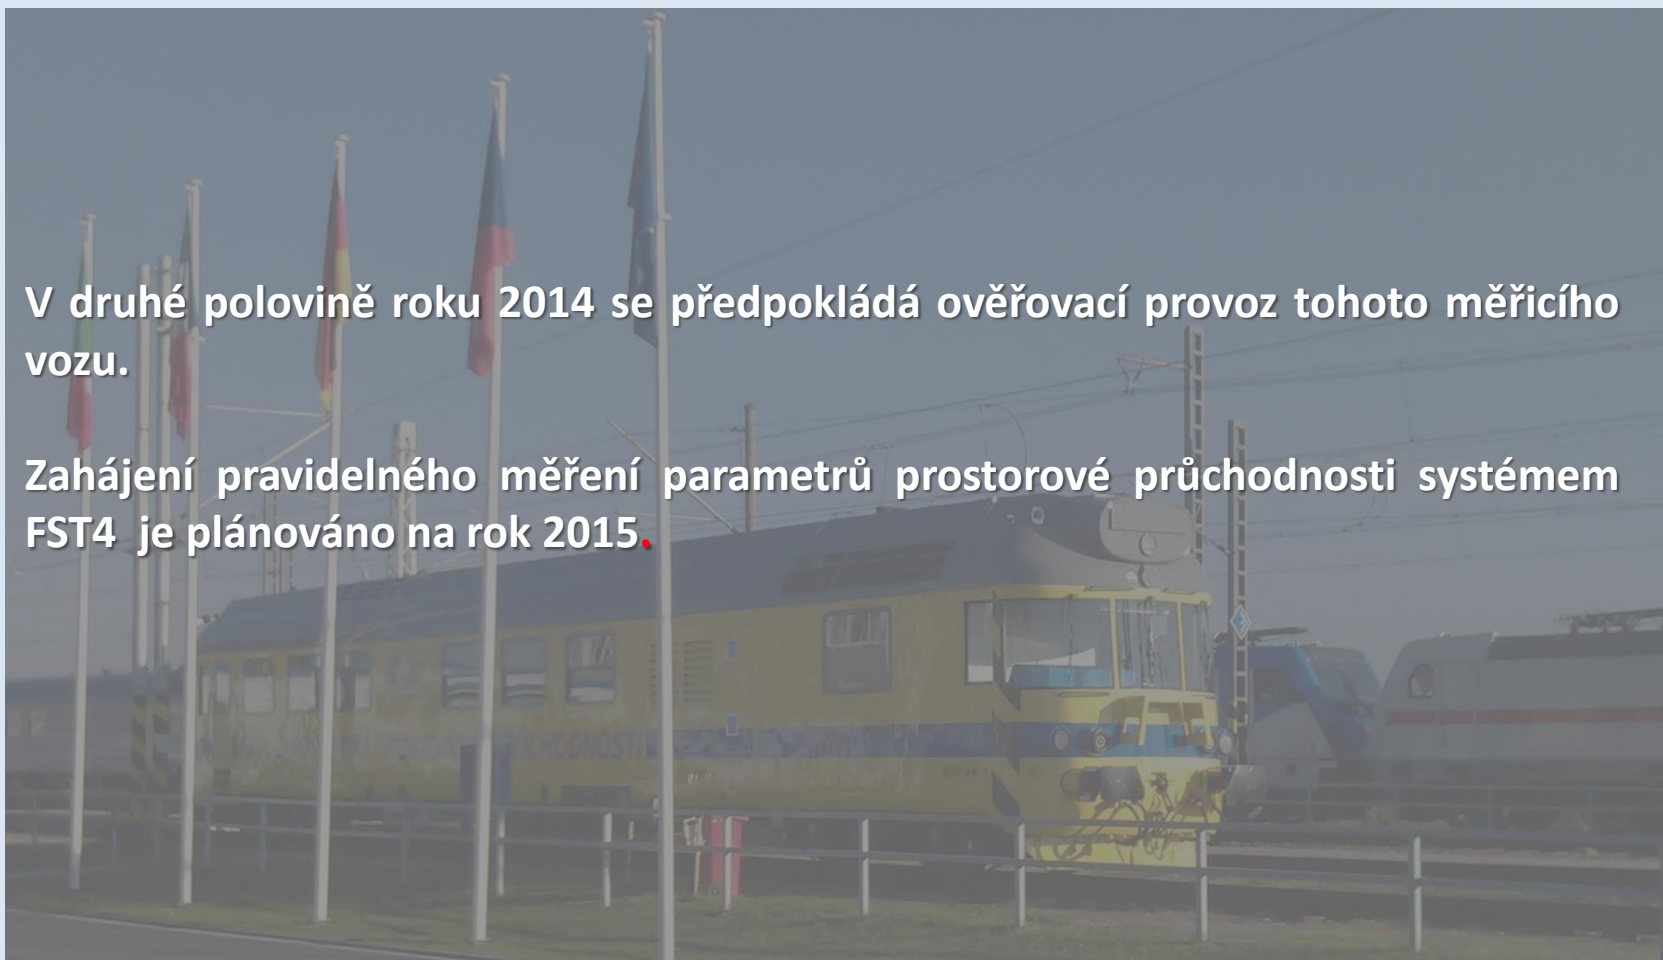 V druhé polovině roku 2014 se předpokládá ověřovací provoz tohoto měřicího
vozu.
Zahájení pravidelného měření parametrů prostorové průchodnosti systémem
FST4 je plánováno na rok 2015.